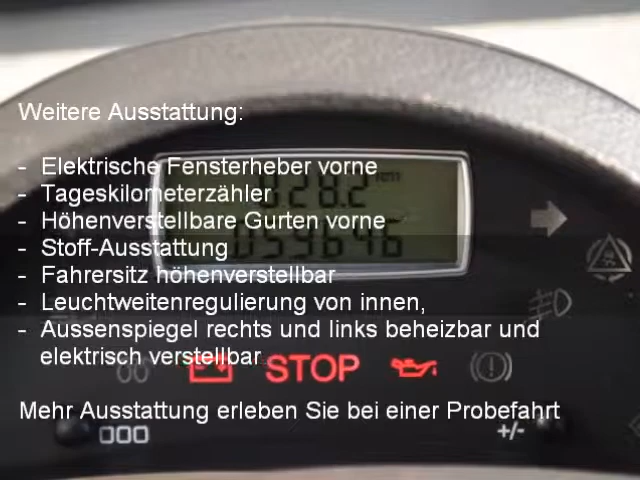 Weitere Ausstattung:
- Elektrische Fensterheber vorne
- Tageskilometerzähler
- Höhenverstellbare Gurten vorne
- Stoff-Ausstattung
- Fahrersitz höhenverstellbar
- Leuchtweitenregulierung von innen,
- Aussenspiegel rechts und links beheizbar und
elektrisch verstellbar
STOP
Mehr Ausstattung erleben Sie bei einer Probefahrt
+/-